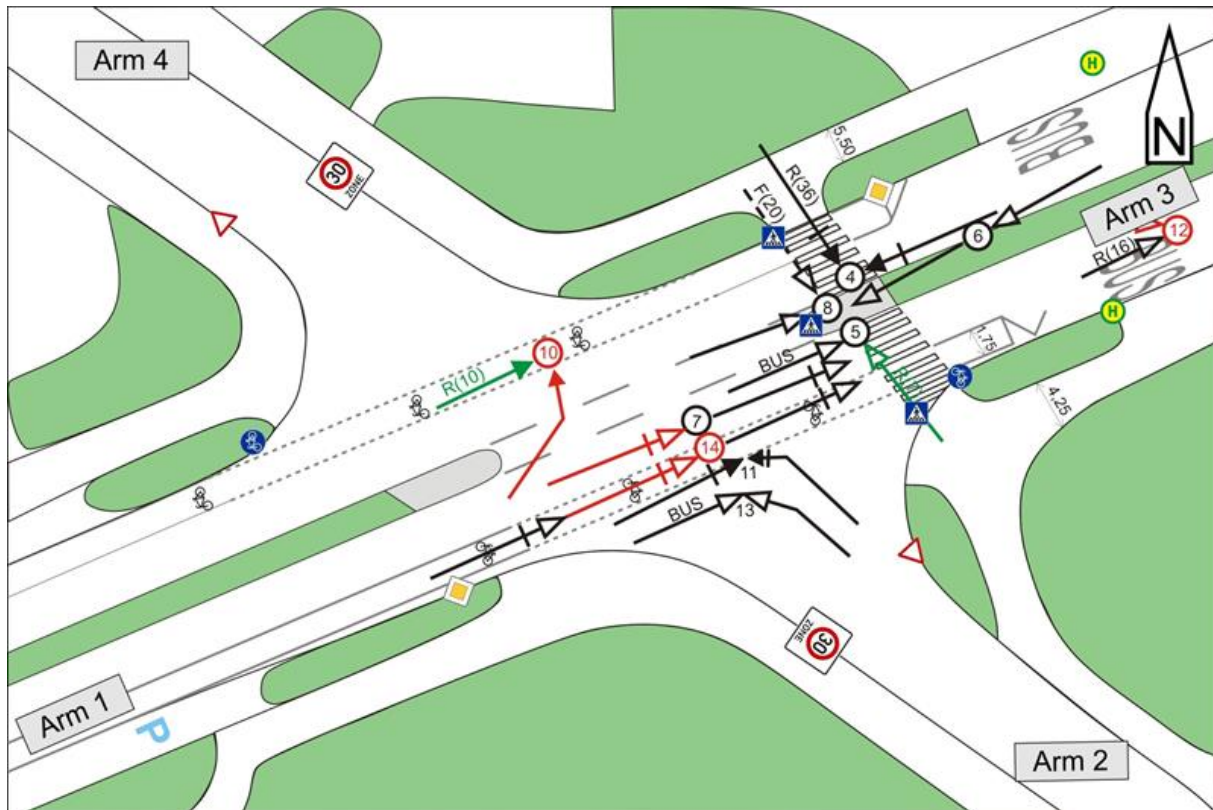 Arm 4
30
ZONE
5,50
BUS
H
N
R(36)
F(20)
Arm 3
6
12
R(16)
BUS
4
8
H
5
BUS
1,75
10
R(10)
4,25
7
14
11
BUS
13
30
ZONE
Arm 1
P
Arm 2